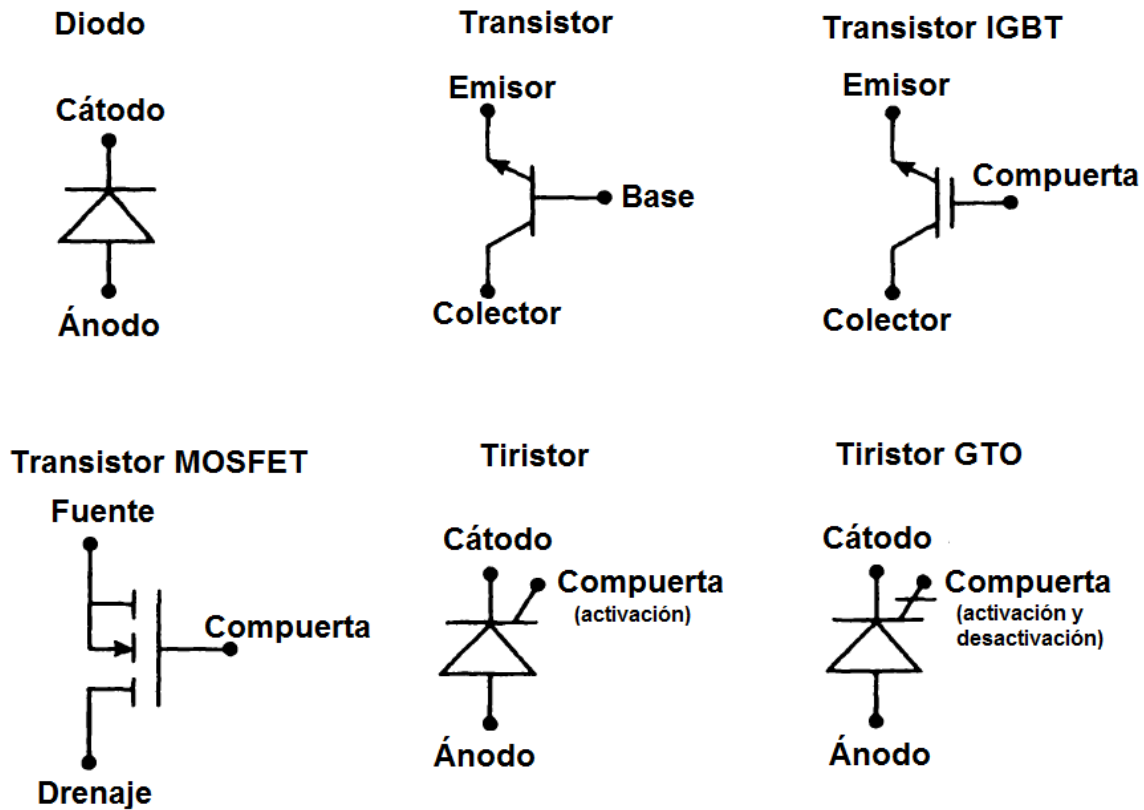 Diodo
Cátodo
Ánodo
Transistor
Emisor
Base
Colector
Transistor IGBT
Emisor
Compuerta
Colector
Transistor MOSFET
Fuente
Compuerta
Drenaje
Tiristor
Cátodo
Compuerta
(activación)
Ánodo
Tiristor GTO
Cátodo
Compuerta
(activación y
desactivación)
Ánodo